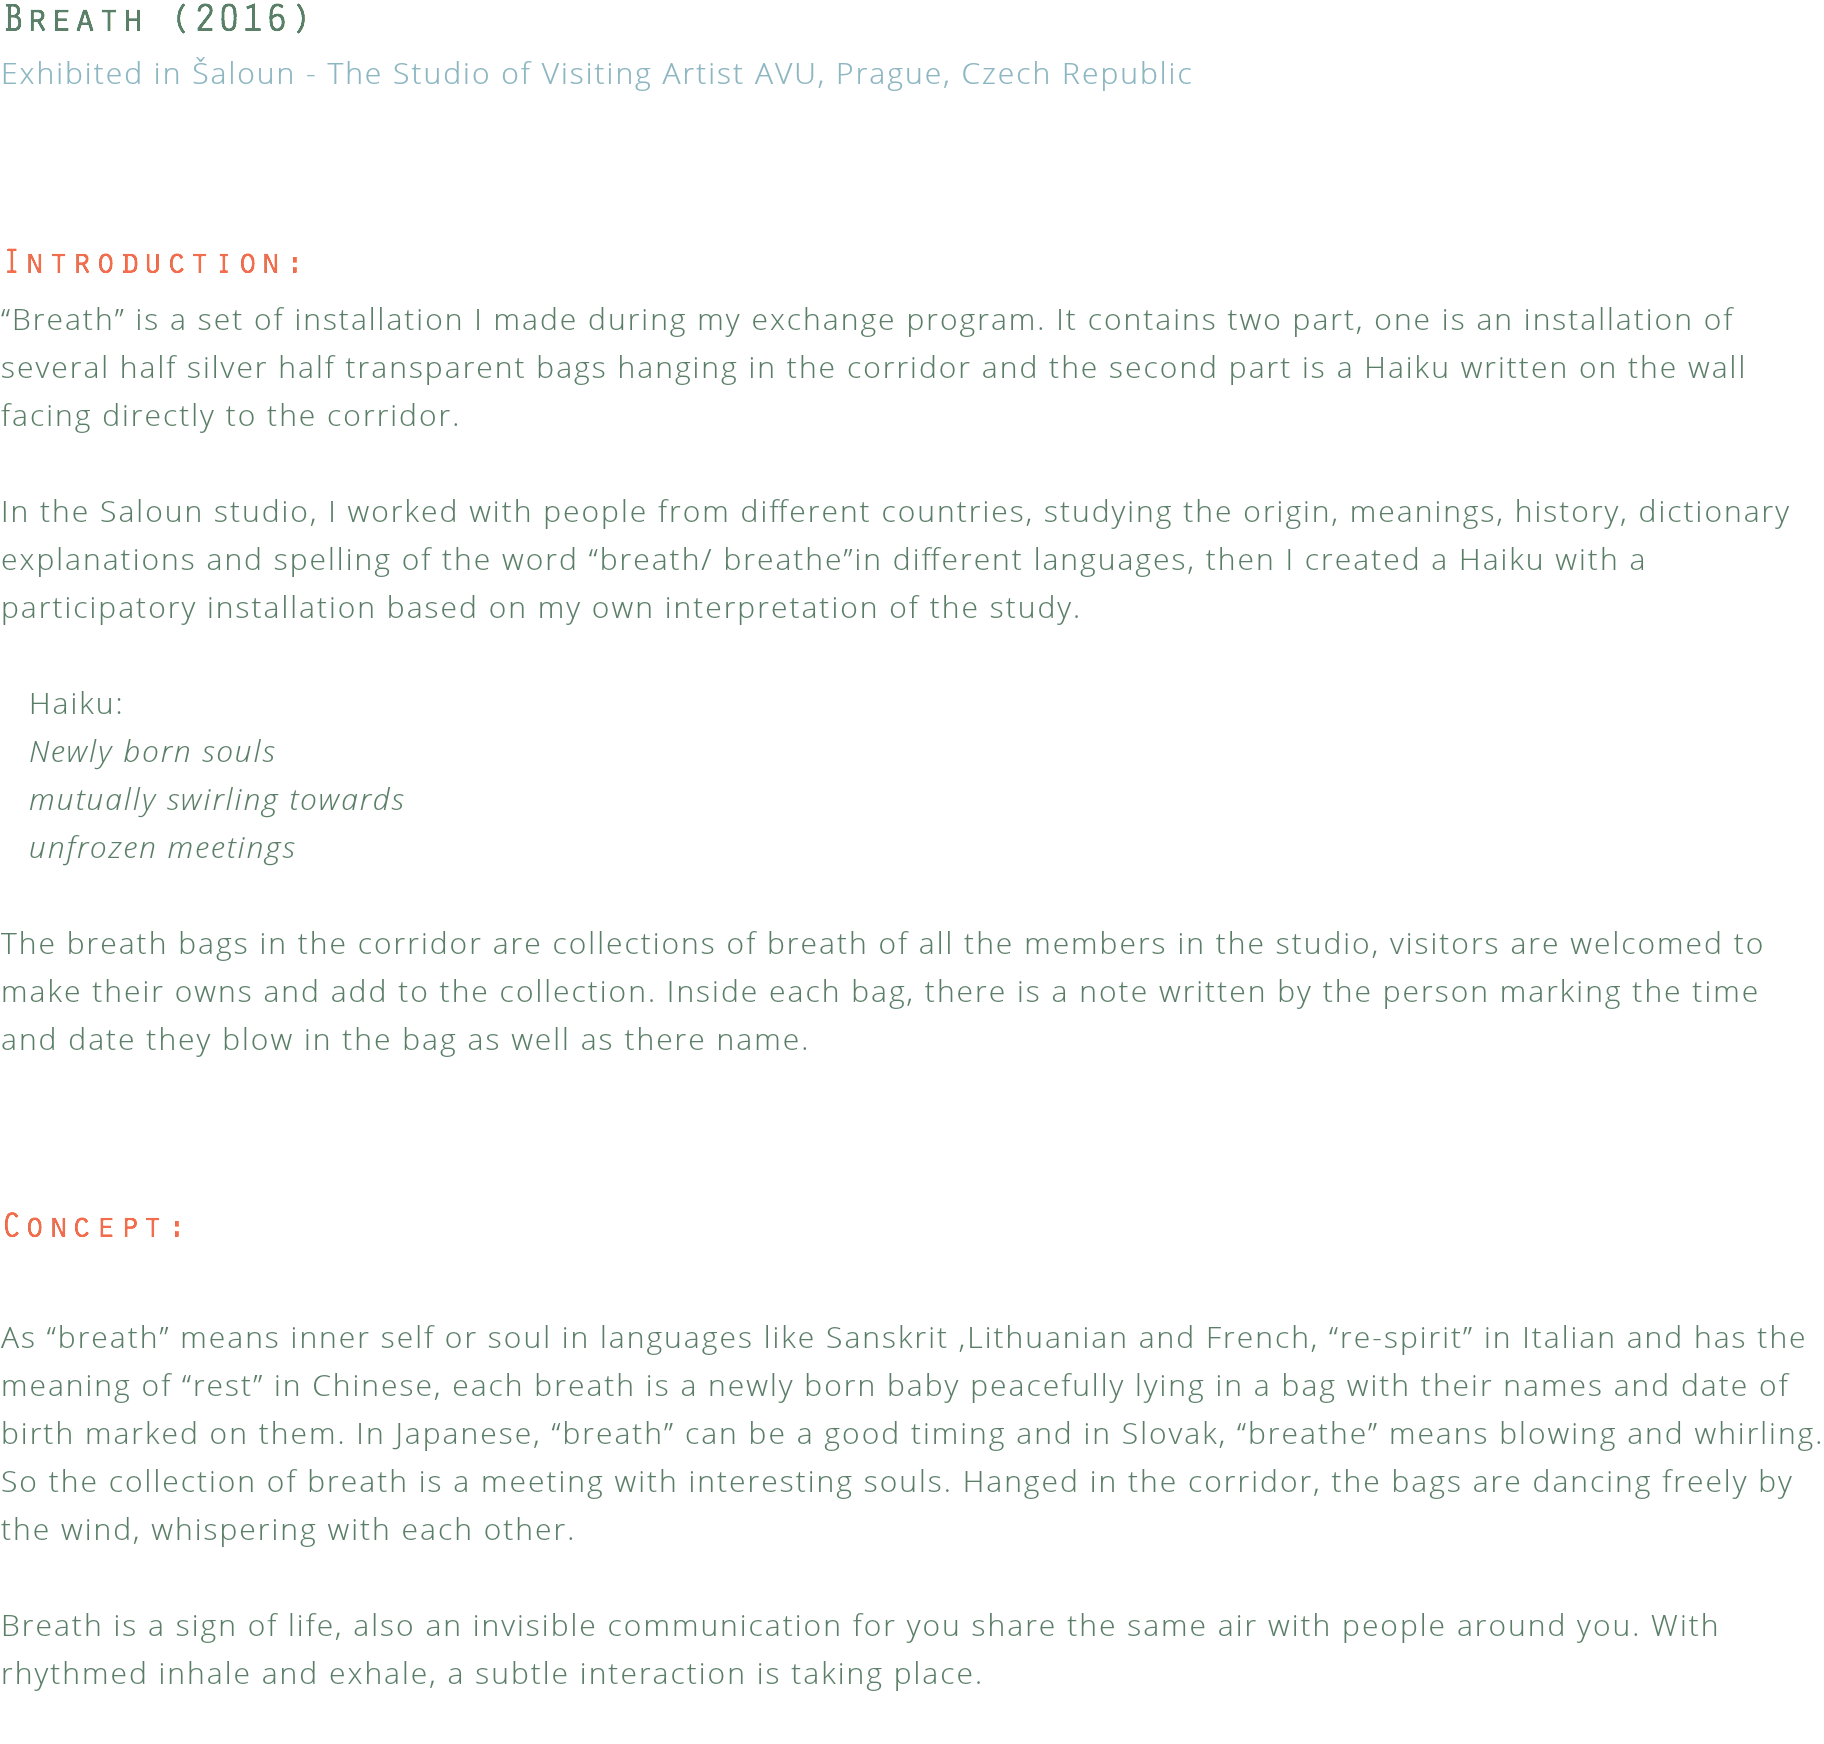 Breath (2016)
Exhibited in Šaloun - The Studio of Visiting Artist AVU, Prague, Czech Republic
Introduction:
“Breath” is a set of installation I made during my exchange program. It contains two part, one is an installation of
several half silver half transparent bags hanging in the corridor and the second part is a Haiku written on the wall
facing directly to the corridor.
In the Saloun studio, I worked with people from different countries, studying the origin, meanings, history, dictionary
explanations and spelling of the word “breath/ breathe”in different languages, then I created a Haiku with a
participatory installation based on my own interpretation of the study.
Haiku:
Newly born souls
mutually swirling towards
unfrozen meetings
The breath bags in the corridor are collections of breath of all the members in the studio, visitors are welcomed to
make their owns and add to the collection. Inside each bag, there is a note written by the person marking the time
and date they blow in the bag as well as there name.
Concept:
As “breath” means inner self or soul in languages like Sanskrit ,Lithuanian and French, “re-spirit” in Italian and has the
meaning of “rest” in Chinese, each breath is a newly born baby peacefully lying in a bag with their names and date of
birth marked on them. In Japanese, “breath” can be a good timing and in Slovak, “breathe” means blowing and whirling.
So the collection of breath is a meeting with interesting souls. Hanged in the corridor, the bags are dancing freely by
the wind, whispering with each other.
Breath is a sign of life, also an invisible communication for you share the same air with people around you. With
rhythmed inhale and exhale, a subtle interaction is taking place.